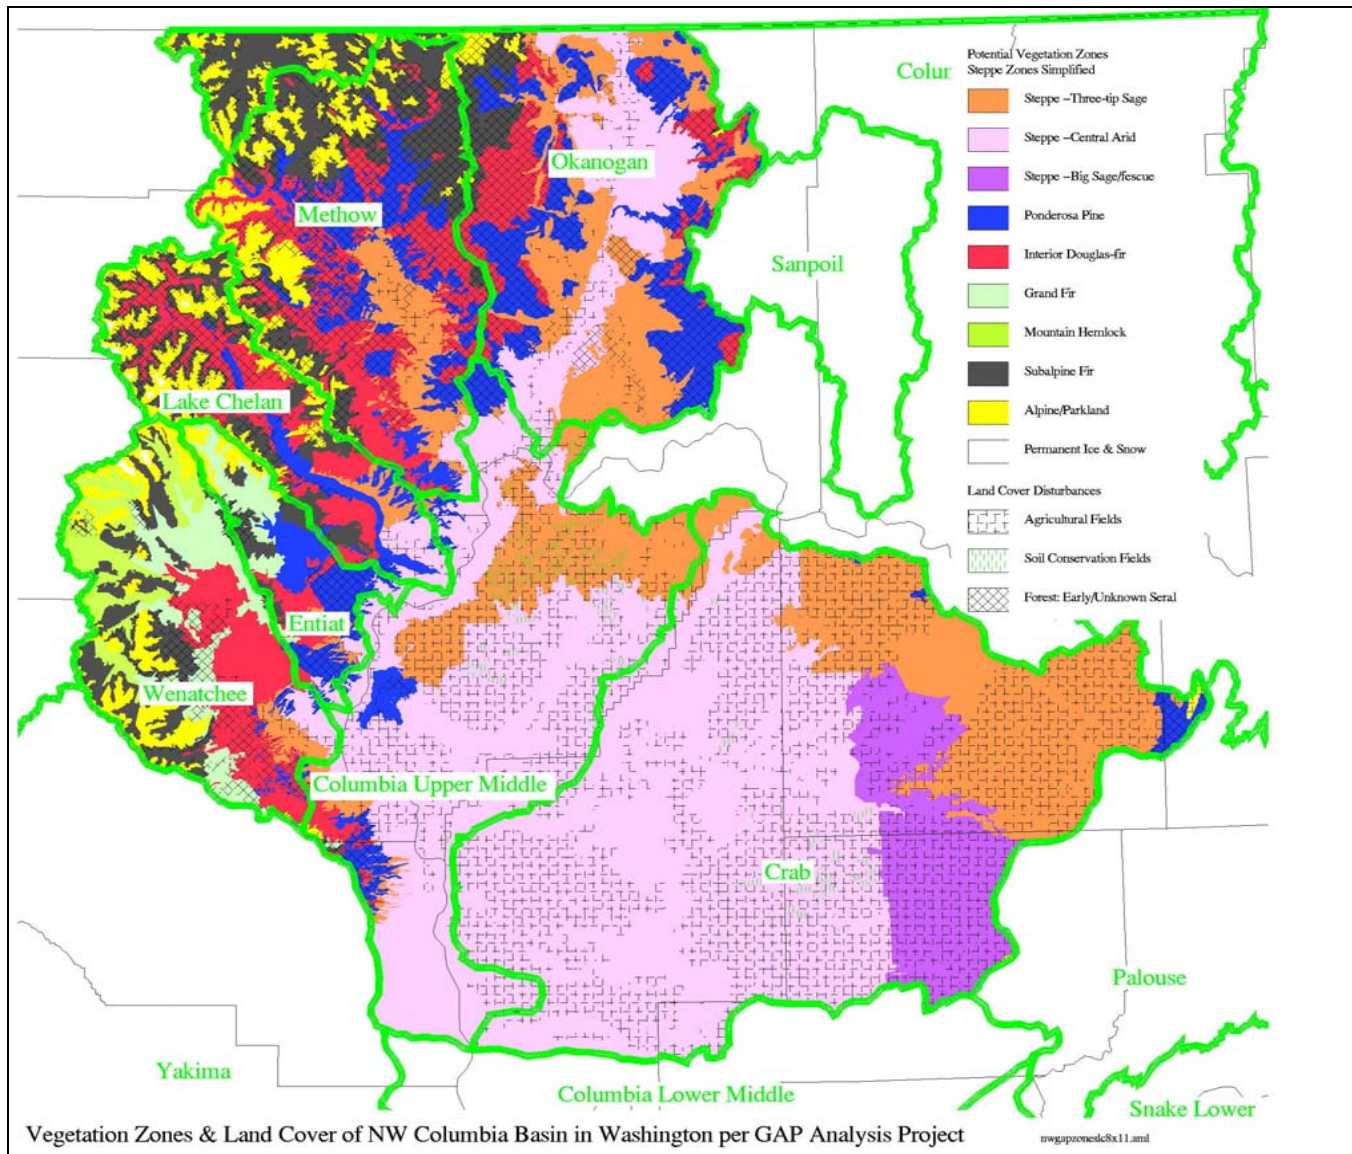 Potential Vegetation Zones
Steppe Zones Simplified
Colur
Steppe –Three-tip Sage
Steppe –Central Arid
Okanogan
Steppe –Big Sage/fescue
Methow
Ponderosa Pine
Sanpoil
Interior Douglas-fir
Grand Fir
Mountain Hemlock
Subalpine Fir
Lake Chelan
Alpine/Parkland
Permanent Ice & Snow
Land Cover Disturbances
Agricultural Fields
Soil Conservation Fields
Forest: Early/Unknown Seral
Entiat
Wenatchee
Columbia Upper Middle
Crab
Palouse
Yakima
Columbia Lower Middle
Snake Lower
Vegetation Zones & Land Cover of NW Columbia Basin in Washington per GAP Analysis Project
nwgapzoneslc8x11.aml